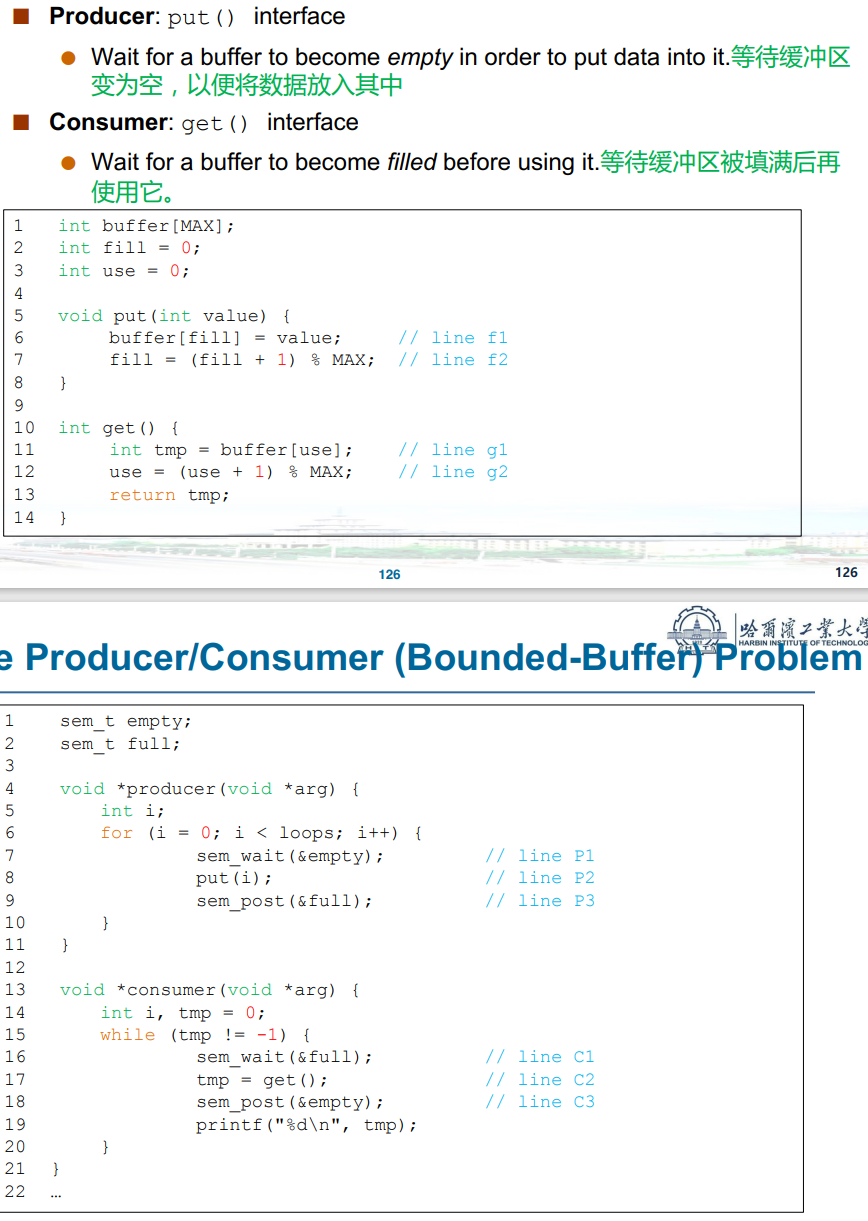 Producer: put() interface
Wait for a buffer to become empty in order to put data into it.等待缓冲区
变为空，以便将数据放入其中
Consumer: get() interface
Wait for a buffer to become filled before using it.等待缓冲区被填满后再
使用它。
1 int buffer[MAX];
2 int fill = 0;
3 int use = 0;
4
5 void put(int value) {
6 buffer[fill] = value; // line f1
7 fill = (fill + 1) % MAX; // line f2
8 }
9
10 int get() {
11 int tmp = buffer[use]; // line g1
12 use = (use + 1) % MAX; // line g2
13 return tmp;
14 }
126 126
哈爾濱工業大學
HARBIN INSTITUTE OF TECHNOLOG
e Producer/Consumer (Bounded-Buffer) Problem
1 sem_t empty;
2 sem_t full;
3
4 void *producer(void *arg) {
5 int i;
6 for (i = 0; i < loops; i++) {
7 sem_wait(&empty); // line P1
8 put(i); // line P2
9 sem_post(&full); // line P3
10 }
11 }
12
13 void *consumer(void *arg) {
14 int i, tmp = 0;
15 while (tmp != -1) {
16 sem_wait(&full); // line C1
17 tmp = get(); // line C2
18 sem_post(&empty); // line C3
19 printf("%d\n", tmp);
20 }
21 }
22 …